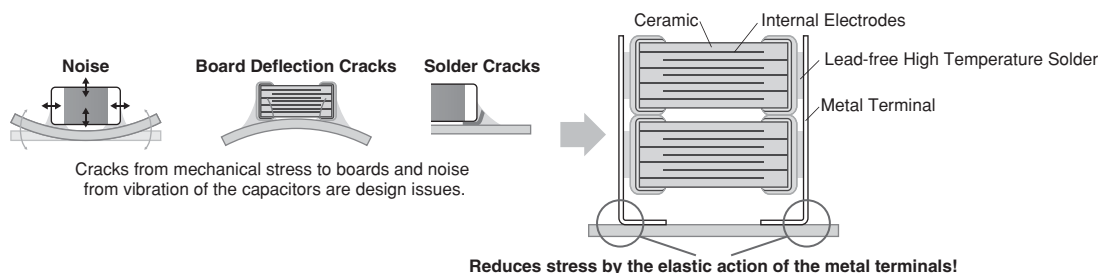 Noise
Board Deflection Cracks
Solder Cracks
Cracks from mechanical stress to boards and noise
from vibration of the capacitors are design issues.
Ceramic
Internal Electrodes
Lead-free High Temperature Solder
Metal Terminal
Reduces stress by the elastic action of the metal terminals!